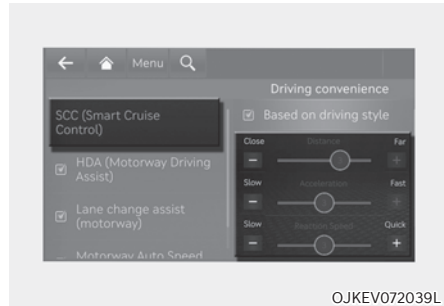 Menu
Driving convenience
SCC (Smart Cruise
Control)
Based on driving style
HDA (Motorway Driving
Assist)
Lane change assist
(motorway)
Motorway Auto Speed
Close Distance Far
Slow Acceleration Fast
Slow Reaction Speed Quick
OJKEV072039L